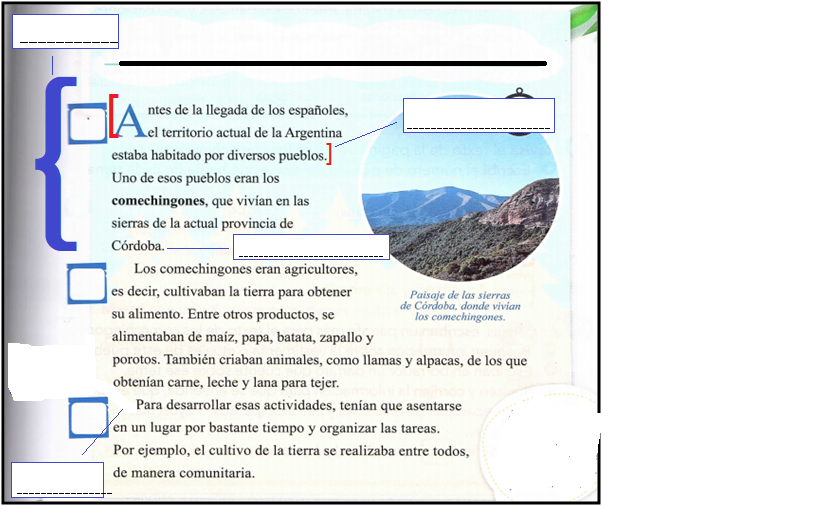 Antes de la llegada de los españoles,
el territorio actual de la Argentina
estaba habitado por diversos pueblos.
Uno de esos pueblos eran los
comechingones, que vivían en las
sierras de la actual provincia de
Córdoba.
Los comechingones eran agricultores,
es decir, cultivaban la tierra para obtener
su alimento. Entre otros productos, se
alimentaban de maíz, papa, batata, zapallo y
porotos. También criaban animales, como llamas y alpacas, de los que
obtenían carne, leche y lana para tejer.
Para desarrollar esas actividades, tenían que asentarse
en un lugar por bastante tiempo y organizar las tareas.
Por ejemplo, el cultivo de la tierra se realizaba entre todos,
de manera comunitaria.
Paisaje de las sierras
de Córdoba, donde vivían
los comechingones.